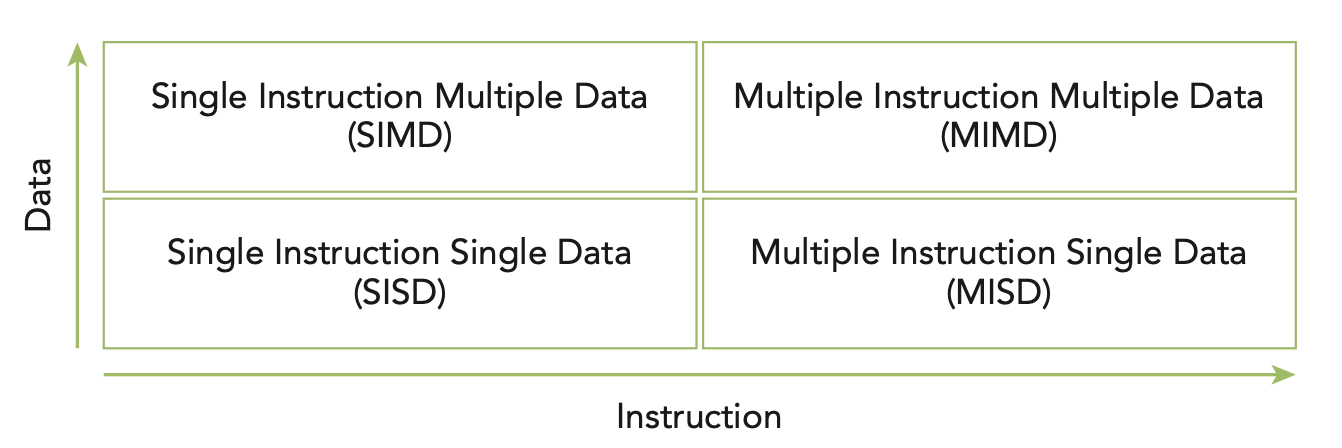 Single Instruction Multiple Data
(SIMD)
Multiple Instruction Multiple Data
(MIMD)
Data
Single Instruction Single Data
(SISD)
Multiple Instruction Single Data
(MISD)
Instruction